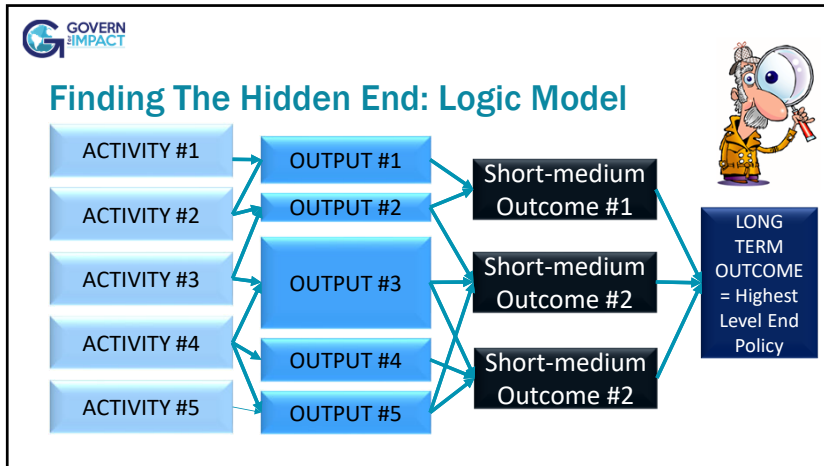 GOVERN
for IMPACT
Finding The Hidden End: Logic Model
ACTIVITY #1
ACTIVITY #2
ACTIVITY #3
ACTIVITY #4
ACTIVITY #5
OUTPUT #1
OUTPUT #2
OUTPUT #3
OUTPUT #4
OUTPUT #5
Short-medium
Outcome #1
Short-medium
Outcome #2
Short-medium
Outcome #2
LONG
TERM
OUTCOME
= Highest
Level End
Policy